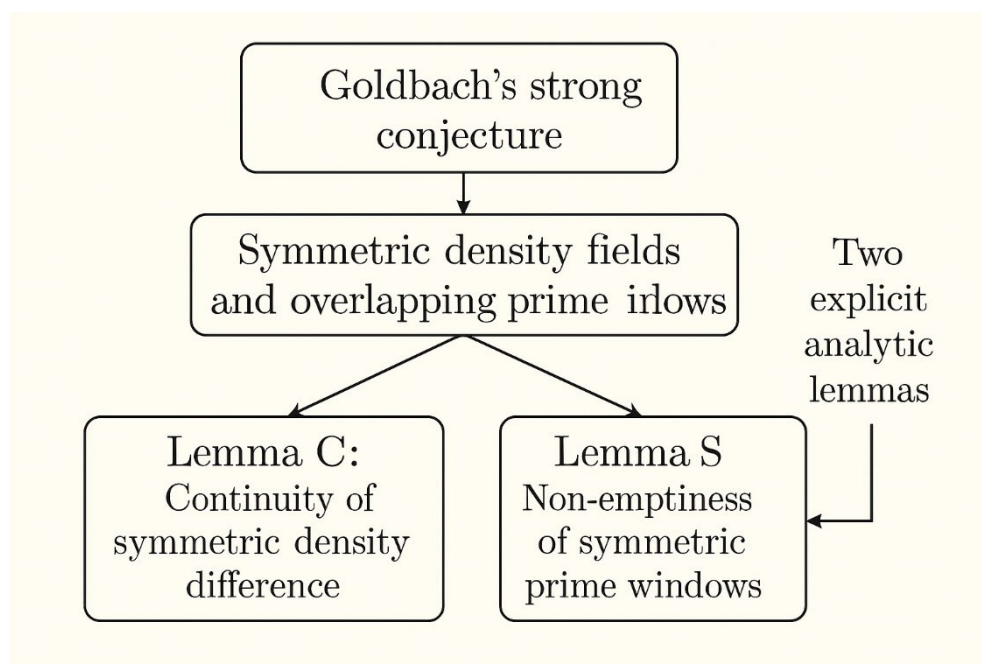 Goldbach's strong
conjecture
Symmetric density fields
and overlapping prime irlows
Two
explicit
analytic
lemmas
Lemma C:
Continuity of
symmetric density
difference
Lemma S
Non-emptiness
of symmetric
prime windows